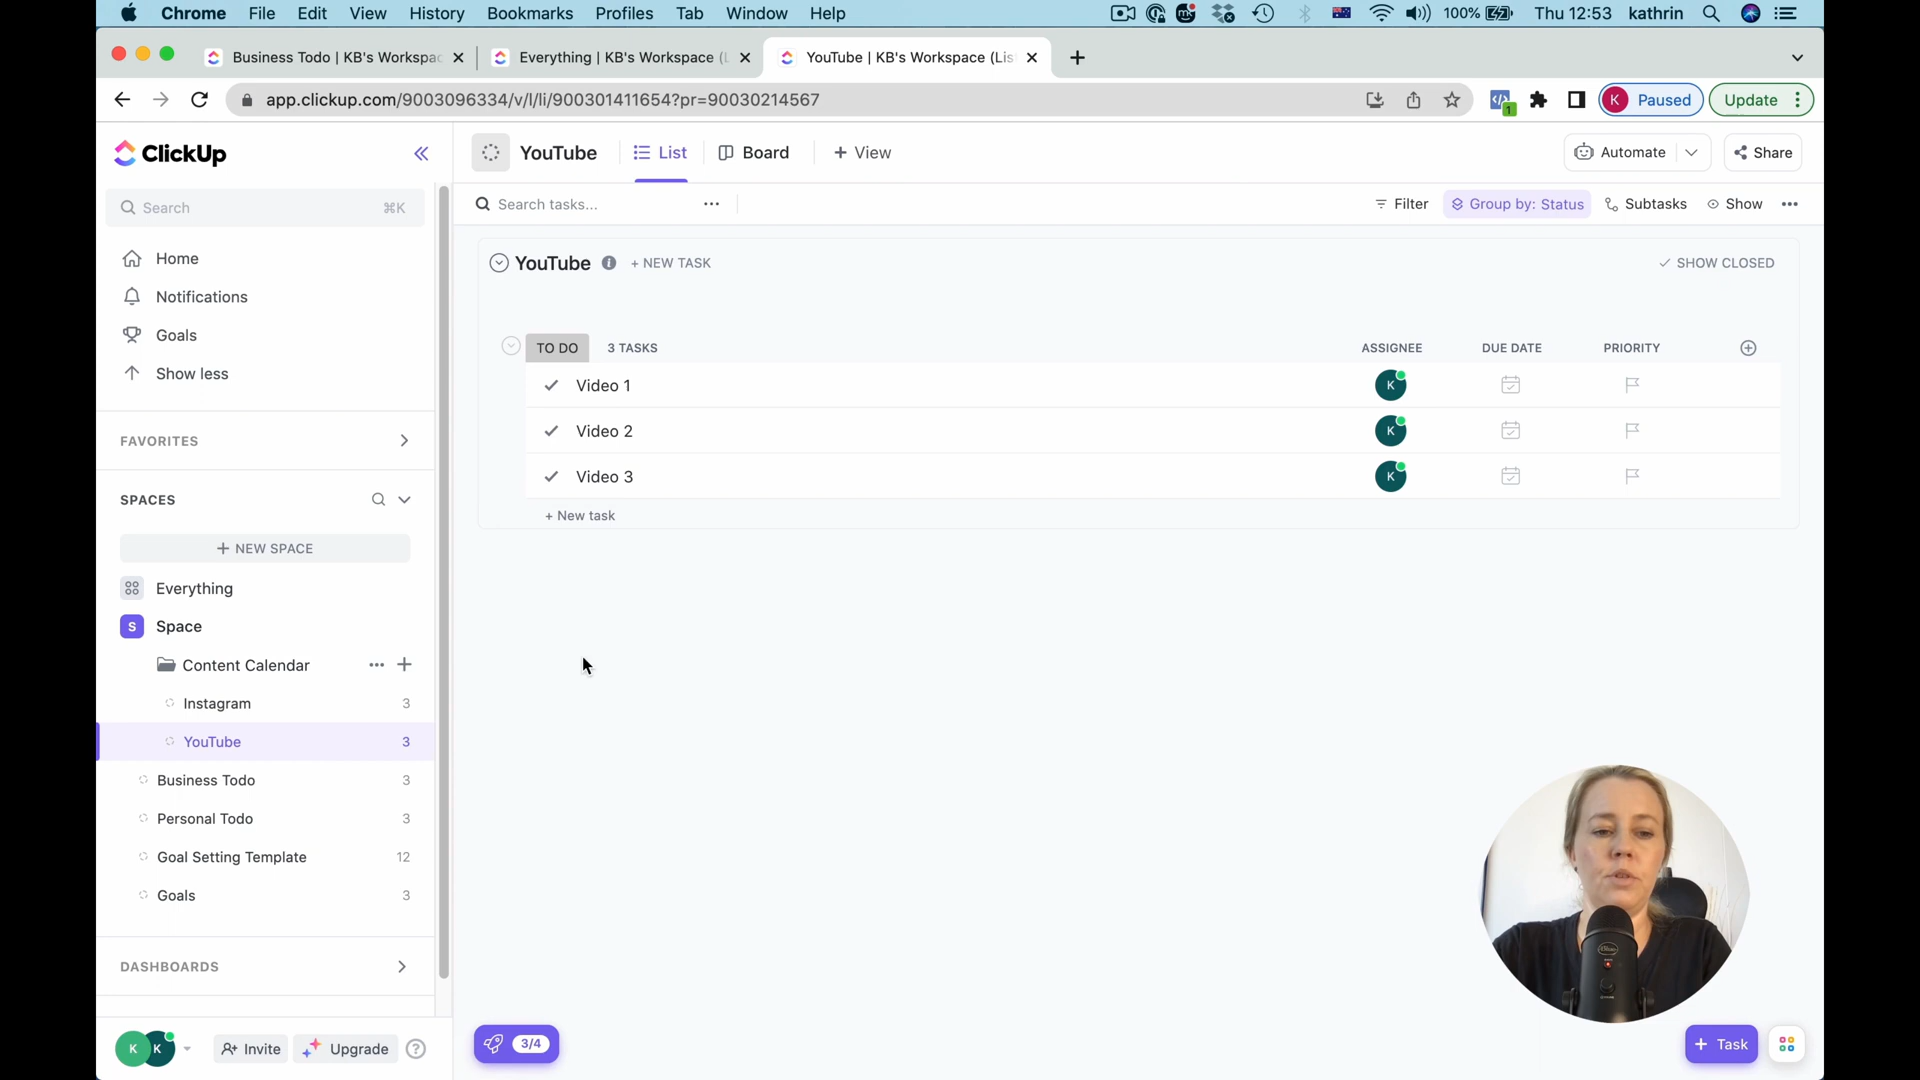 Chrome File Edit View History Bookmarks Profiles Tab Window Help 100% Thu 12:53 kathrin
Business Todo | KB's Workspac
Everything | KB's Workspace (L
YouTube | KB's Workspace (Lis
app.clickup.com/9003096334/v/l/li/900301411654?pr=90030214567
1
K Paused
Update
ClickUp
YouTube
List
Board
+ View
Automate
Share
Search ⌘K
Search tasks...
Filter
Group by: Status
Subtasks
Show
Home
Notifications
Goals
Show less
YouTube
+ NEW TASK
SHOW CLOSED
TO DO 3 TASKS ASSIGNEE DUE DATE PRIORITY
Video 1 K
Video 2 K
Video 3 K
+ New task
FAVORITES
SPACES
+ NEW SPACE
Everything
S Space
Content Calendar
Instagram 3
YouTube 3
Business Todo 3
Personal Todo 3
Goal Setting Template 12
Goals 3
DASHBOARDS
K K
Invite
Upgrade
?
3/4
+ Task